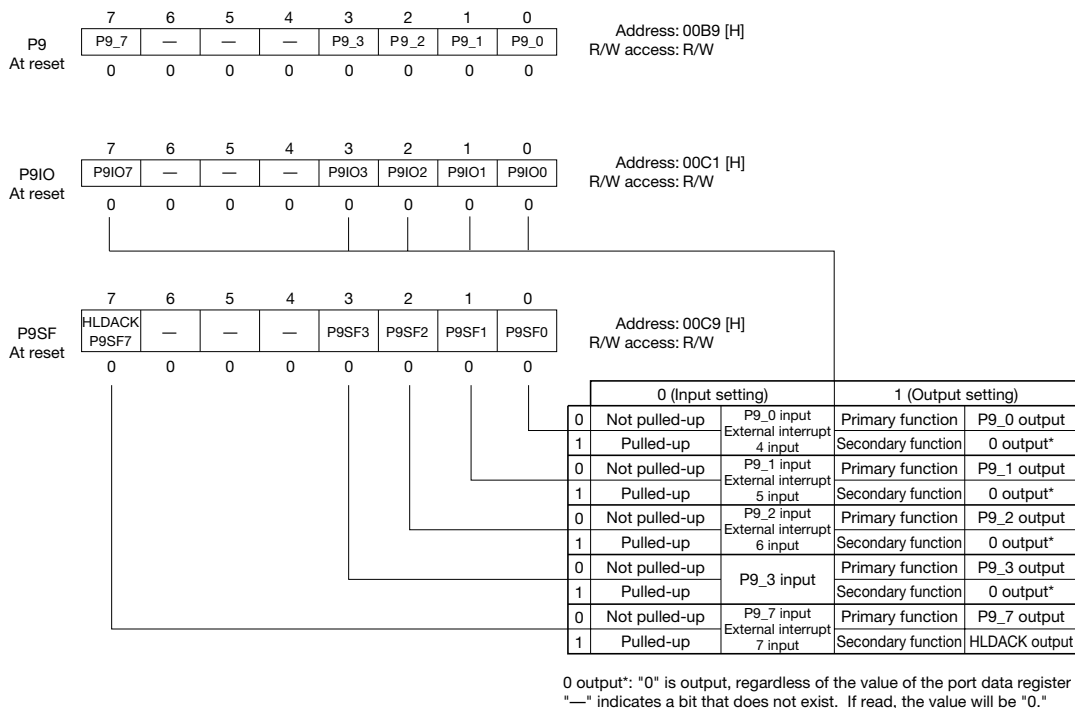 7 6 5 4 3 2 1 0
P9 P9_7 — — — P9_3 P9_2 P9_1 P9_0
At reset 0 0 0 0 0 0 0 0
Address: 00B9 [H]
R/W access: R/W
7 6 5 4 3 2 1 0
P9IO P9IO7 — — — P9IO3 P9IO2 P9IO1 P9IO0
At reset 0 0 0 0 0 0 0 0
Address: 00C1 [H]
R/W access: R/W
7 6 5 4 3 2 1 0
P9SF HLDACK P9SF7 — — — P9SF3 P9SF2 P9SF1 P9SF0
At reset 0 0 0 0 0 0 0 0
Address: 00C9 [H]
R/W access: R/W
0 (Input setting) 1 (Output setting)
0 Not pulled-up P9_0 input External interrupt 4 input Primary function P9_0 output
1 Pulled-up Secondary function 0 output*
0 Not pulled-up P9_1 input External interrupt 5 input Primary function P9_1 output
1 Pulled-up Secondary function 0 output*
0 Not pulled-up P9_2 input External interrupt 6 input Primary function P9_2 output
1 Pulled-up Secondary function 0 output*
0 Not pulled-up P9_3 input Primary function P9_3 output
1 Pulled-up Secondary function 0 output*
0 Not pulled-up P9_7 input External interrupt 7 input Primary function P9_7 output
1 Pulled-up Secondary function HLDACK output
0 output*: "0" is output, regardless of the value of the port data register
"—" indicates a bit that does not exist. If read, the value will be "0."